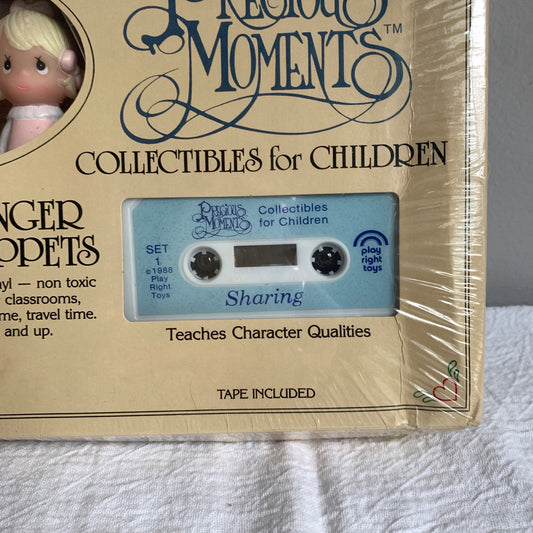 PRECIOUS
MOMENTS™
COLLECTIBLES for CHILDREN
NGER
PPETS
yl — non toxic
classrooms,
me, travel time.
and up.
PRECIOUS
MOMENTS
Collectibles
for Children
SET
1
©1988
Play
Right
Toys
play
right
toys
Sharing
Teaches Character Qualities
TAPE INCLUDED